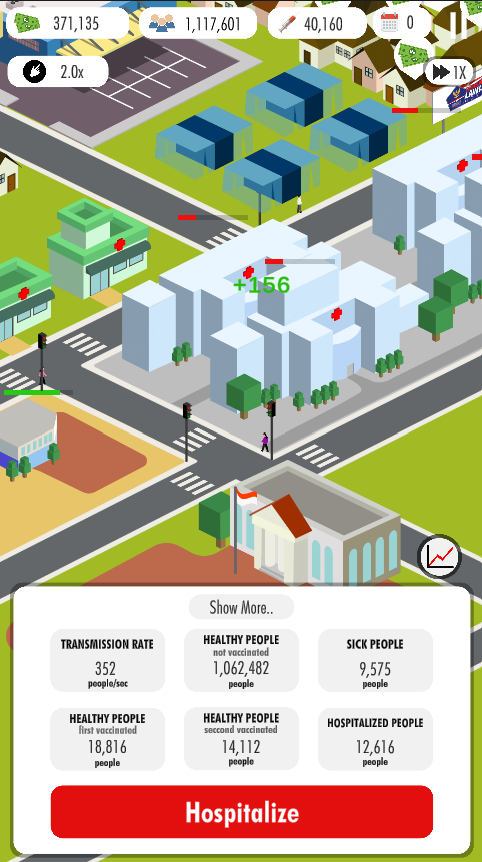 371,135
1,117,601
40,160
0
2.0x
1X
+156
Show More..
TRANSMISSION RATE
352
people/sec
HEALTHY PEOPLE
not vaccinated
1,062,482
people
SICK PEOPLE
9,575
people
HEALTHY PEOPLE
first vaccinated
18,816
people
HEALTHY PEOPLE
seccond vaccinated
14,112
people
HOSPITALIZED PEOPLE
12,616
people
Hospitalize